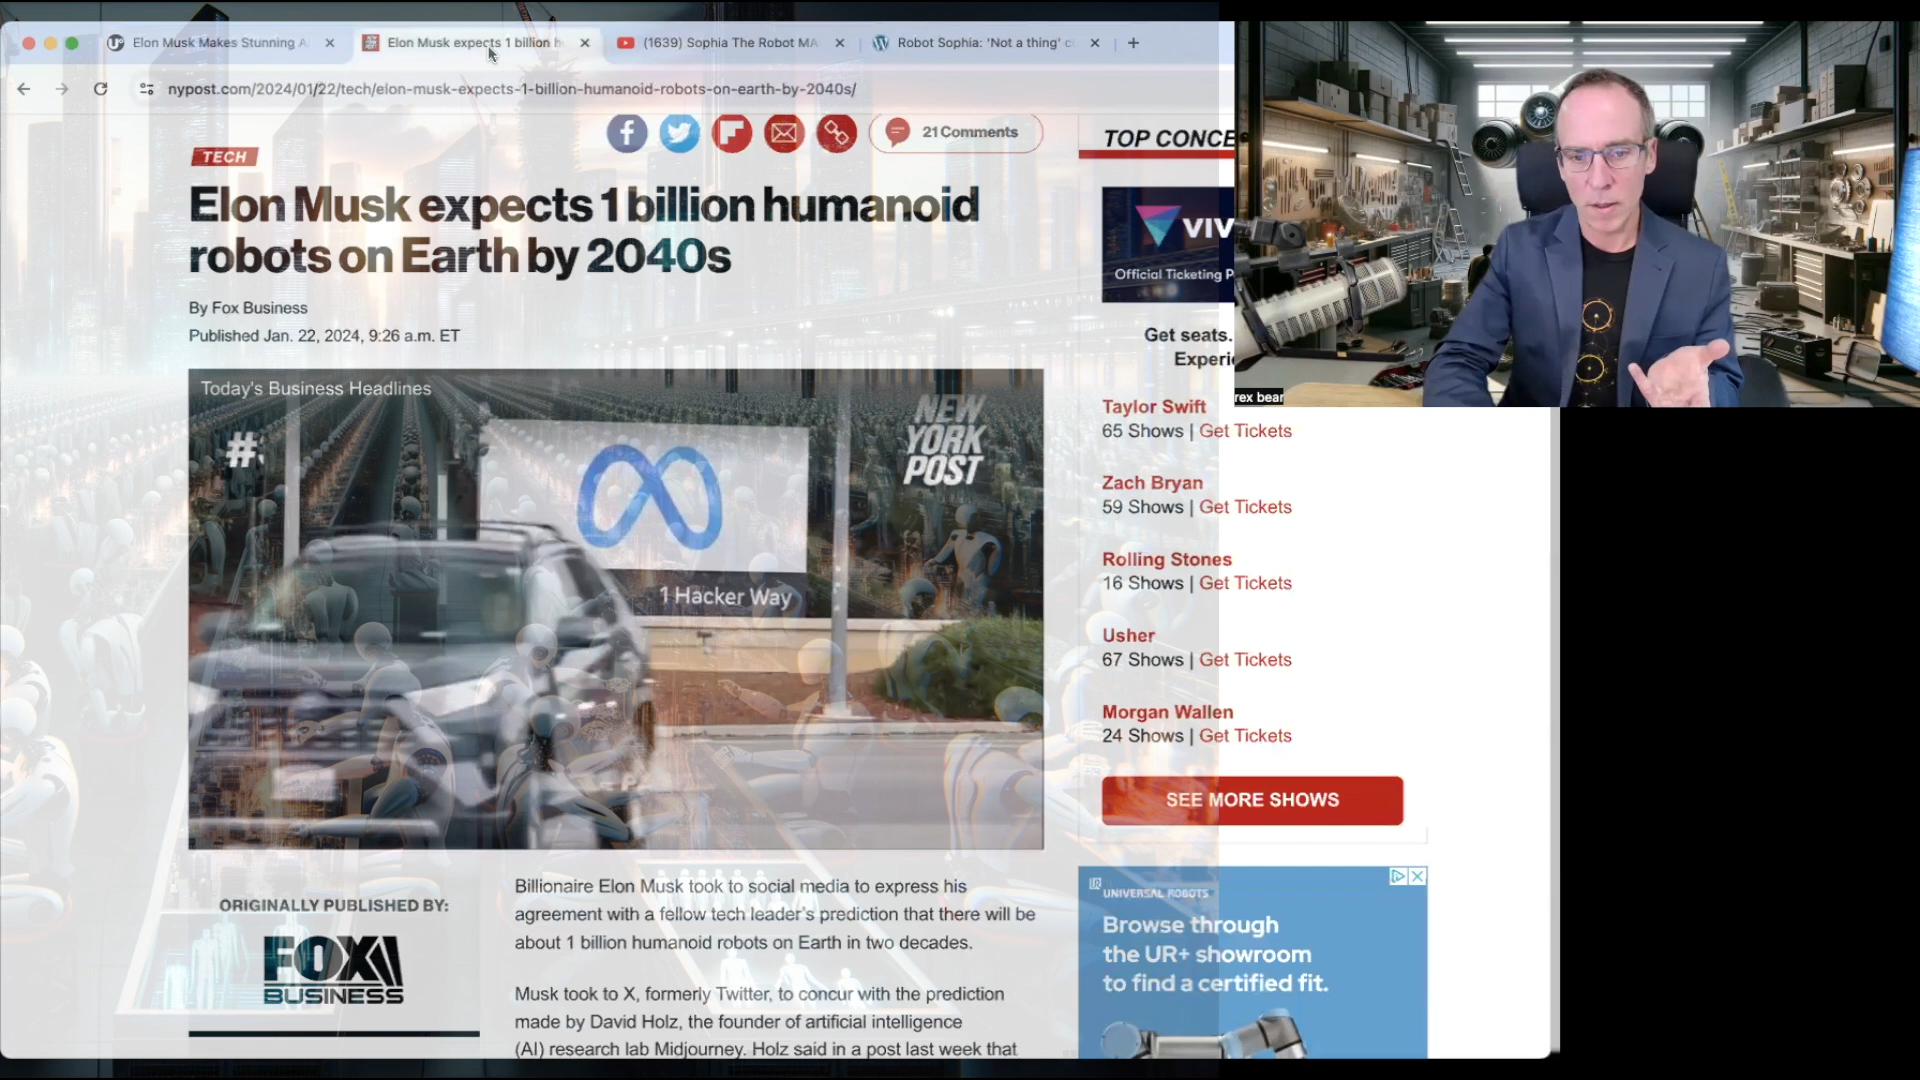 Elon Musk Makes Stunning A
Elon Musk expects 1 billion h
(1639) Sophia The Robot MA
Robot Sophia: 'Not a thing' c
nypost.com/2024/01/22/tech/elon-musk-expects-1-billion-humanoid-robots-on-earth-by-2040s/
21 Comments
TECH
Elon Musk expects 1 billion humanoid
robots on Earth by 2040s
By Fox Business
Published Jan. 22, 2024, 9:26 a.m. ET
Today's Business Headlines
#
NEW
YORK
POST
1 Hacker Way
ORIGINALLY PUBLISHED BY:
FOX
BUSINESS
Billionaire Elon Musk took to social media to express his
agreement with a fellow tech leader's prediction that there will be
about 1 billion humanoid robots on Earth in two decades.
Musk took to X, formerly Twitter, to concur with the prediction
made by David Holz, the founder of artificial intelligence
(AI) research lab Midjourney. Holz said in a post last week that
TOP CONCE
VIV
Official Ticketing P
Get seats.
Experi
Taylor Swift
65 Shows | Get Tickets
Zach Bryan
59 Shows | Get Tickets
Rolling Stones
16 Shows | Get Tickets
Usher
67 Shows | Get Tickets
Morgan Wallen
24 Shows | Get Tickets
SEE MORE SHOWS
UNIVERSAL ROBOTS
Browse through
the UR+ showroom
to find a certified fit.
rex bear